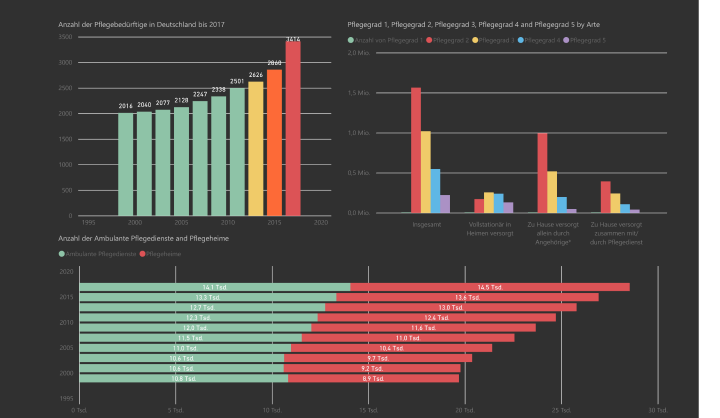 Anzahl der Pflegebedürftige in Deutschland bis 2017
3500
3000
2500
2000
1500
1000
500
0
2016 2040 2077 2128 2247 2338 2501 2626 2860 3414
1995 2000 2005 2010 2015 2020
Pflegegrad 1, Pflegegrad 2, Pflegegrad 3, Pflegegrad 4 and Pflegegrad 5 by Arte
Anzahl von Pflegegrad 1 Pflegegrad 2 Pflegegrad 3 Pflegegrad 4 Pflegegrad 5
2,0 Mio.
1,5 Mio.
1,0 Mio.
0,5 Mio.
0,0 Mio.
Insgesamt
Vollstationär in
Heimen versorgt
Zu Hause versorgt
allein durch
Angehörige*
Zu Hause versorgt
zusammen mit/
durch Pflegedienst
Anzahl der Ambulante Pflegedienste and Pflegeheime
Ambulante Pflegedienste Pflegeheime
2020
14,1 Tsd. 14,5 Tsd.
2015 13,3 Tsd. 13,6 Tsd.
12,7 Tsd. 13,0 Tsd.
12,3 Tsd. 12,4 Tsd.
2010 12,0 Tsd. 11,6 Tsd.
11,5 Tsd. 11,0 Tsd.
2005 11,0 Tsd. 10,4 Tsd.
10,6 Tsd. 9,7 Tsd.
10,6 Tsd. 9,2 Tsd.
2000 10,8 Tsd. 8,9 Tsd.
1995
0 Tsd. 5 Tsd. 10 Tsd. 15 Tsd. 20 Tsd. 25 Tsd. 30 Tsd.